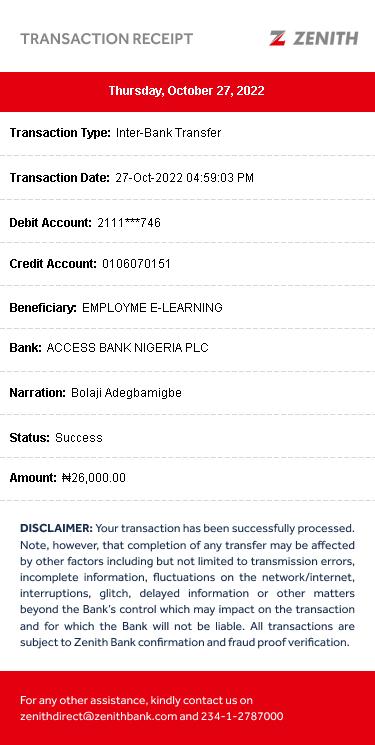 TRANSACTION RECEIPT
ZENITH
Thursday, October 27, 2022
Transaction Type: Inter-Bank Transfer
Transaction Date: 27-Oct-2022 04:59:03 PM
Debit Account: 2111***746
Credit Account: 0106070151
Beneficiary: EMPLOYME E-LEARNING
Bank: ACCESS BANK NIGERIA PLC
Narration: Bolaji Adegbamigbe
Status: Success
Amount: ₦26,000.00
DISCLAIMER: Your transaction has been successfully processed.
Note, however, that completion of any transfer may be affected
by other factors including but not limited to transmission errors,
incomplete information, fluctuations on the network/internet,
interruptions, glitch, delayed information or other matters
beyond the Bank's control which may impact on the transaction
and for which the Bank will not be liable. All transactions are
subject to Zenith Bank confirmation and fraud proof verification.
For any other assistance, kindly contact us on
zenithdirect@zenithbank.com and 234-1-2787000